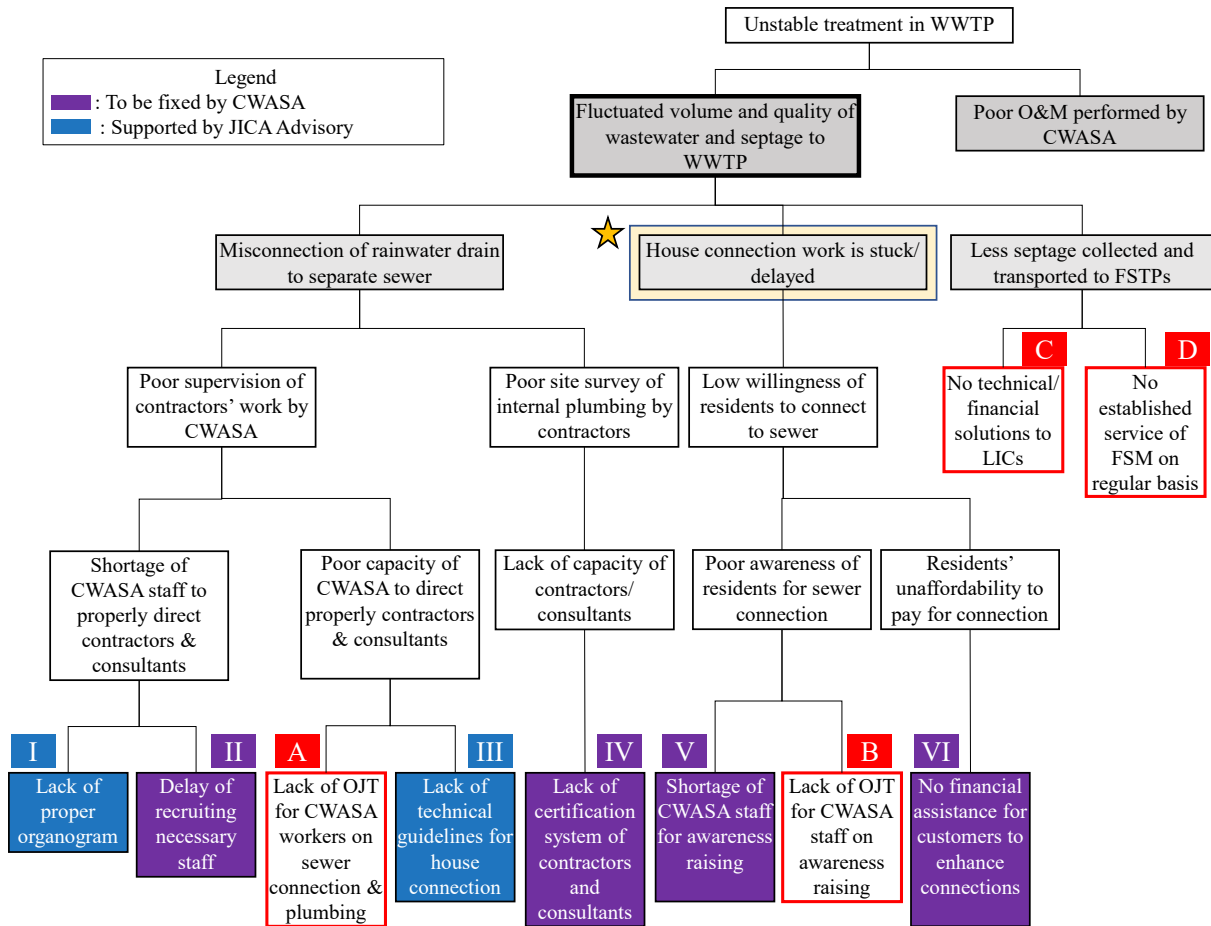 Unstable treatment in WWTP
Legend
: To be fixed by CWASA
: Supported by JICA Advisory
Fluctuated volume and quality of
wastewater and septage to
WWTP
Poor O&M performed by
CWASA
Misconnection of rainwater drain
to separate sewer
House connection work is stuck/
delayed
Less septage collected and
transported to FSTPs
C
D
Poor supervision of
contractors’ work by
CWASA
Poor site survey of
internal plumbing by
contractors
Low willingness of
residents to connect
to sewer
No technical/
financial
solutions to
LICs
No
established
service of
FSM on
regular basis
Shortage of
CWASA staff to
properly direct
contractors &
consultants
Poor capacity of
CWASA to direct
properly contractors
& consultants
Lack of capacity of
contractors/
consultants
Poor awareness of
residents for sewer
connection
Residents’
unaffordability to
pay for connection
I
II
A
III
IV
V
B
VI
Lack of
proper
organogram
Delay of
recruiting
necessary
staff
Lack of OJT
for CWASA
workers on
sewer
connection &
plumbing
Lack of
technical
guidelines for
house
connection
Lack of
certification
system of
contractors
and
consultants
Shortage of
CWASA staff
for awareness
raising
Lack of OJT
for CWASA
staff on
awareness
raising
No financial
assistance for
customers to
enhance
connections